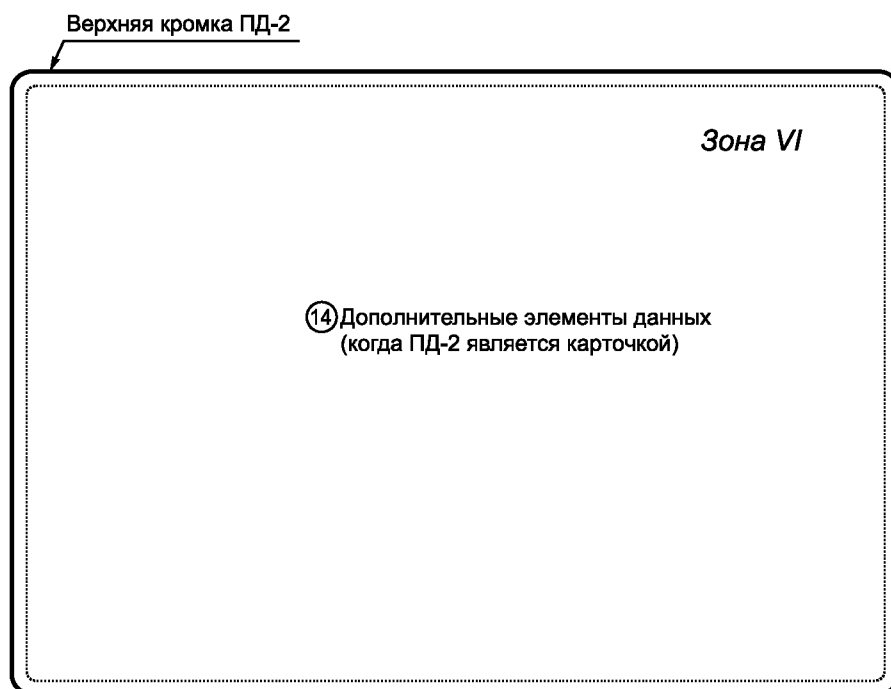 Верхняя кромка ПД-2
Зона VI
14 Дополнительные элементы данных
(когда ПД-2 является карточкой)